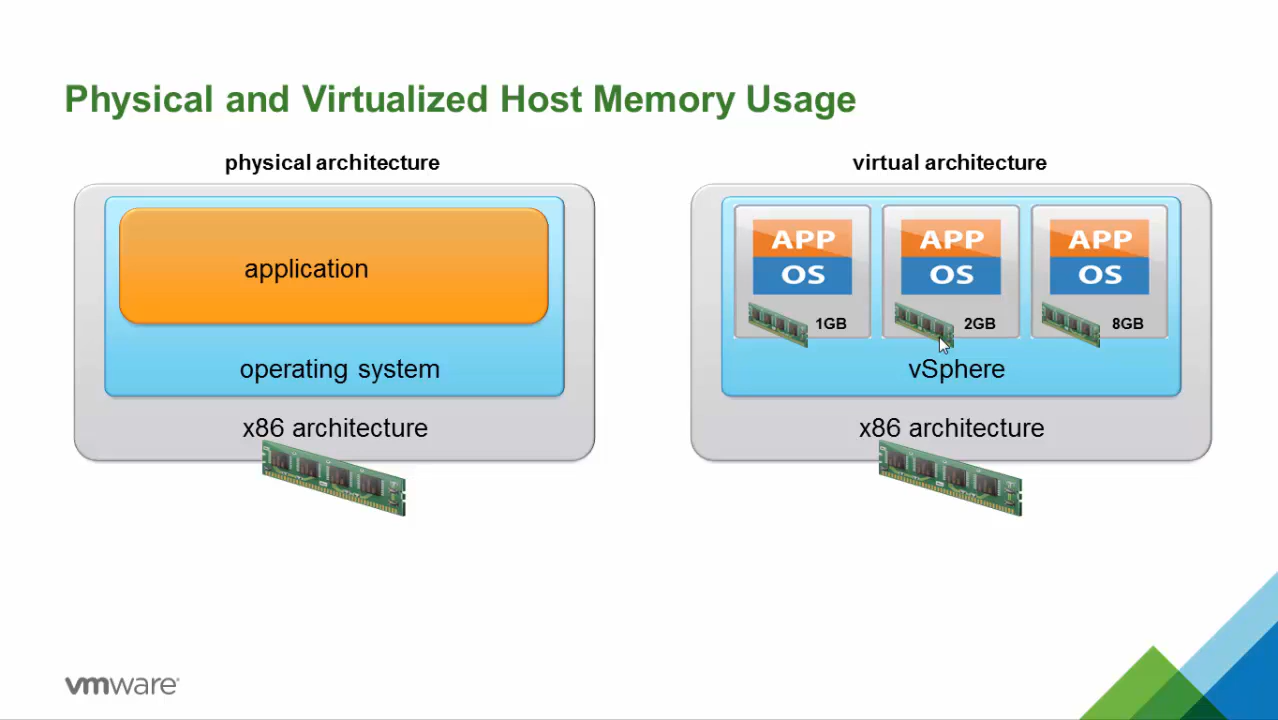 Physical and Virtualized Host Memory Usage
physical architecture
application
operating system
x86 architecture
virtual architecture
APP
OS
1GB
APP
OS
2GB
APP
OS
8GB
vSphere
x86 architecture
vmware